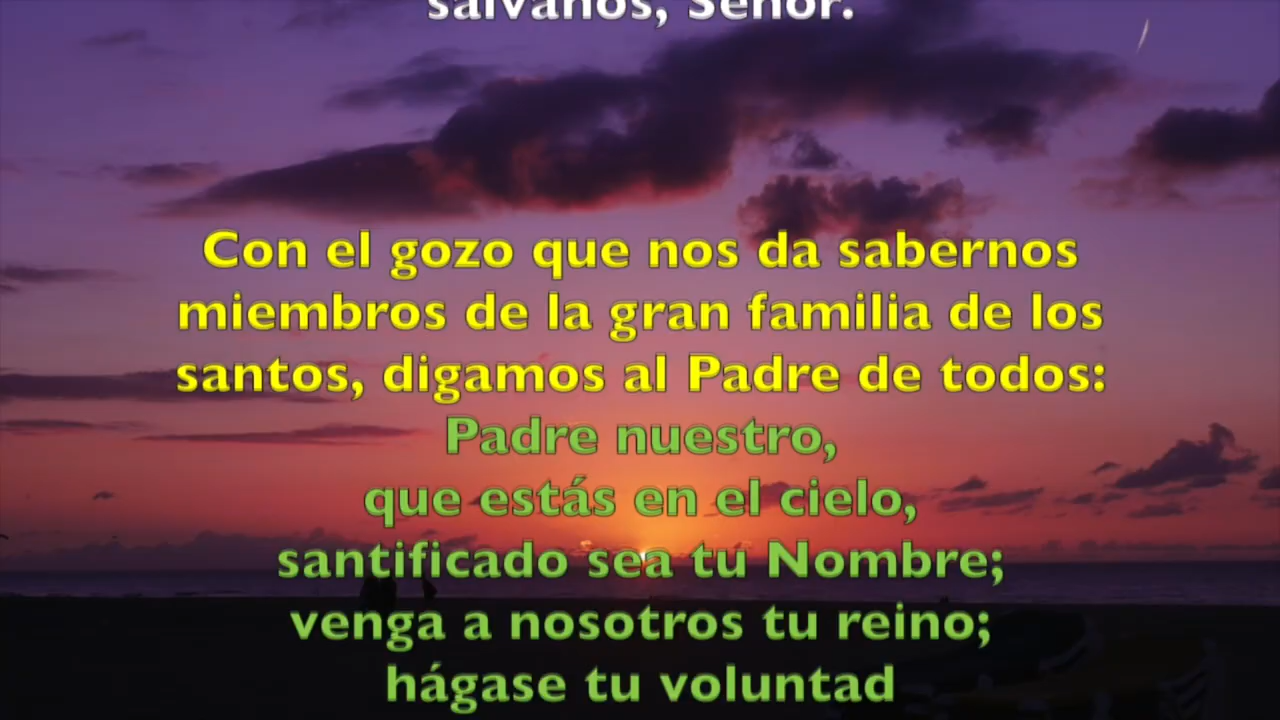 sálvanos, Señor.
Con el gozo que nos da sabernos
miembros de la gran familia de los
santos, digamos al Padre de todos:
Padre nuestro,
que estás en el cielo,
santificado sea tu Nombre;
venga a nosotros tu reino;
hágase tu voluntad